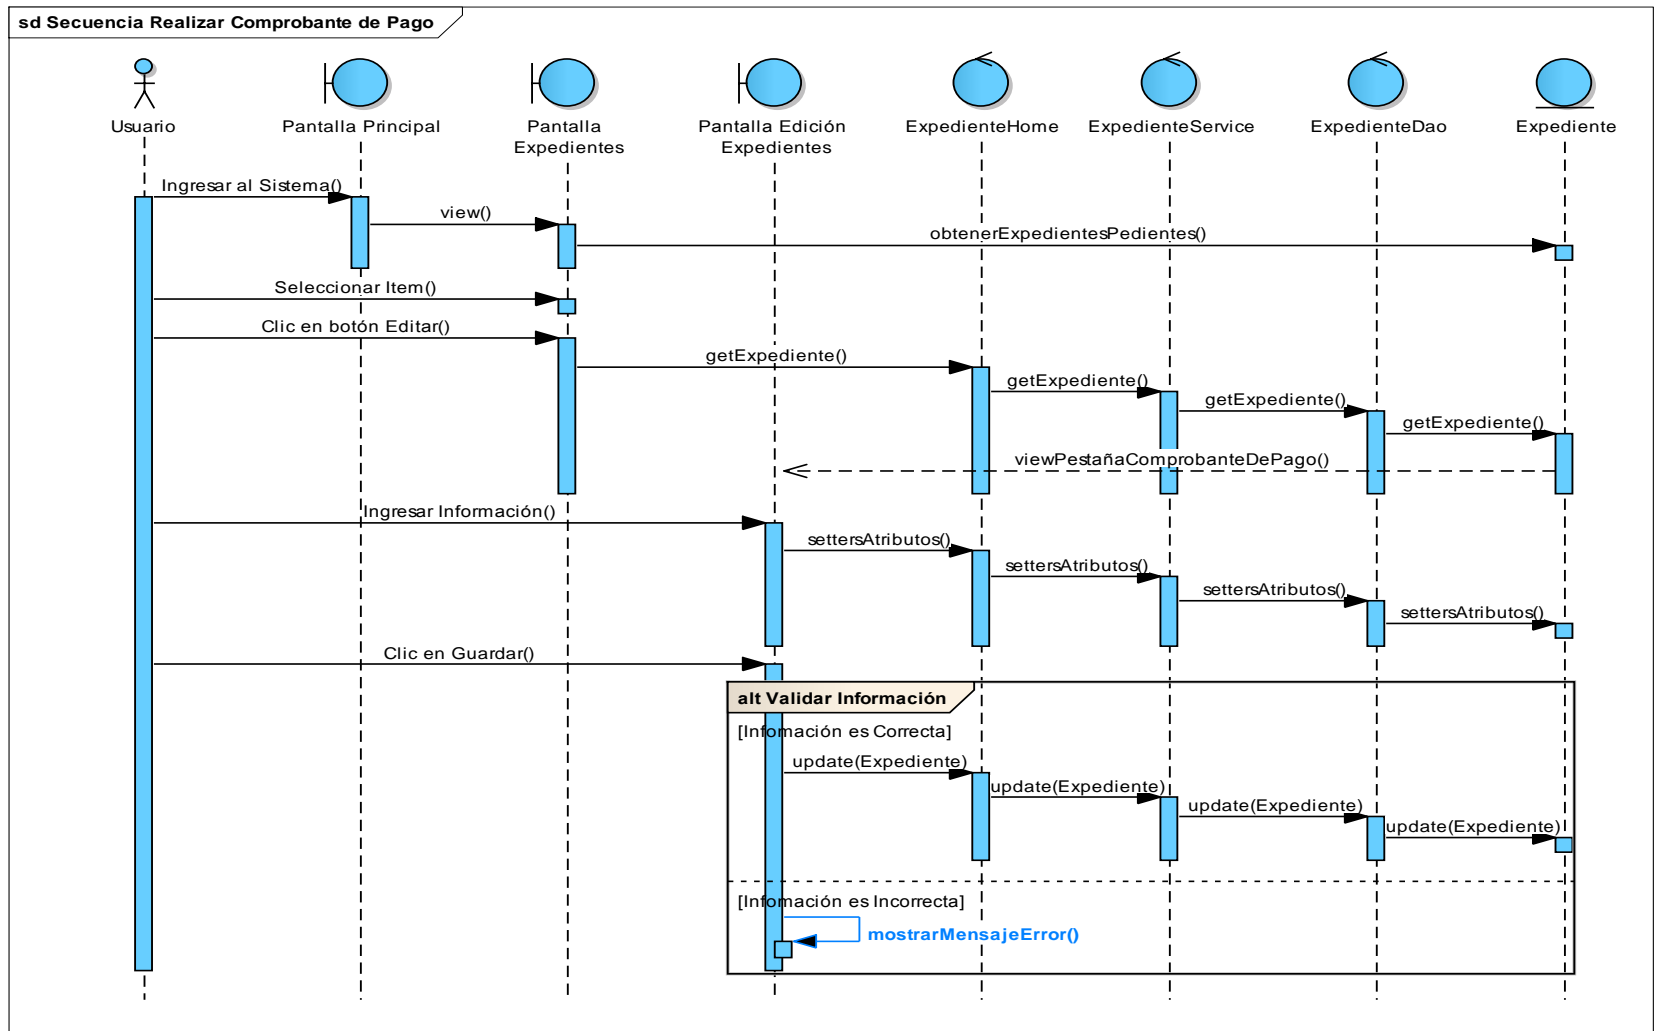 sd Secuencia Realizar Comprobante de Pago
Usuario
Pantalla Principal
Pantalla
Expedientes
Pantalla Edición
Expedientes
ExpedienteHome
ExpedienteService
ExpedienteDao
Expediente
Ingresar al Sistema()
view()
obtenerExpedientesPedientes()
Seleccionar Item()
Clic en botón Editar()
getExpediente()
getExpediente()
getExpediente()
getExpediente()
viewPestañaComprobanteDePago()
Ingresar Información()
settersAtributos()
settersAtributos()
settersAtributos()
settersAtributos()
Clic en Guardar()
alt Validar Información
[Infomación es Correcta]
update(Expediente)
update(Expediente)
update(Expediente)
update(Expediente)
[Infomación es Incorrecta]
mostrarMensajeError()